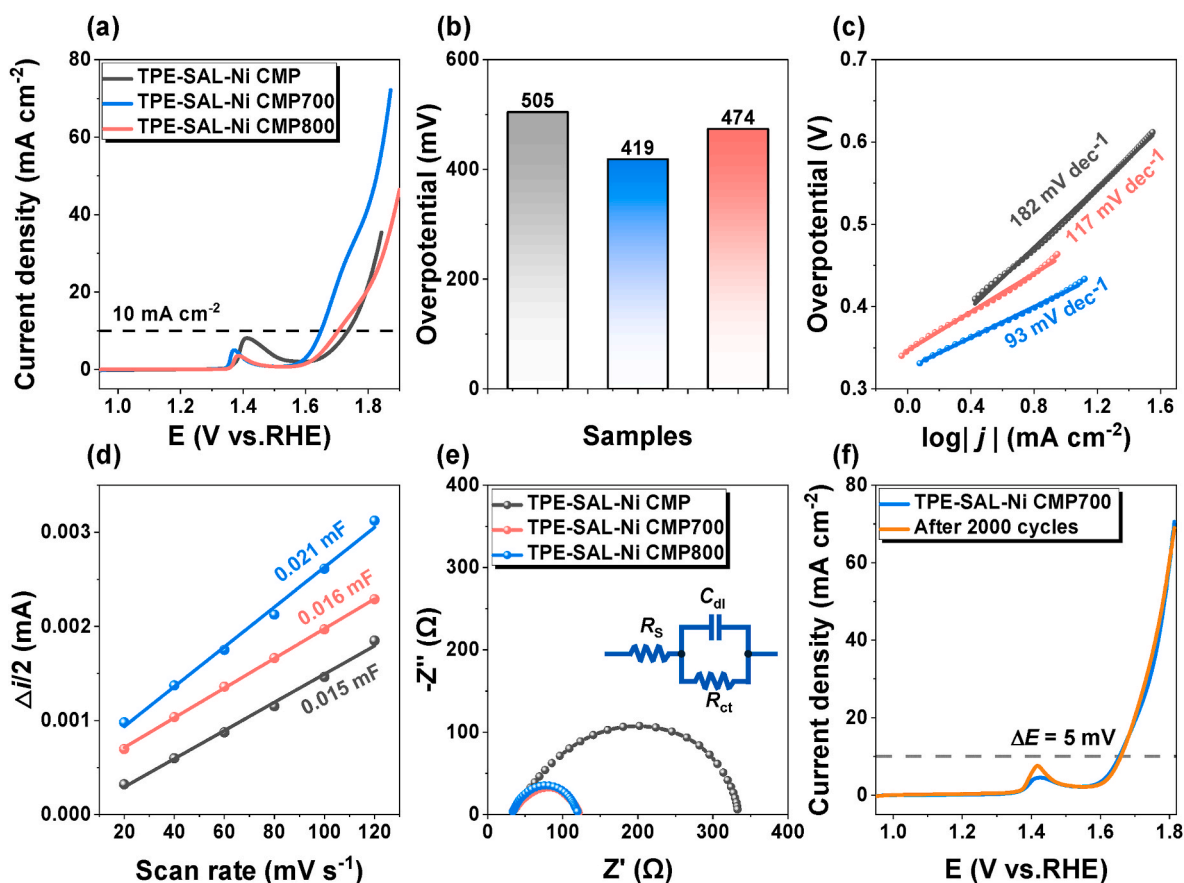 (a)
Current density (mA cm-2)
80
60
40
20
0
TPE-SAL-Ni CMP
TPE-SAL-Ni CMP700
TPE-SAL-Ni CMP800
10 mA cm-2
1.0 1.2 1.4 1.6 1.8
E (V vs.RHE)
(b)
Overpotential (mV)
600
400
200
0
505
419
474
Samples
(c)
Overpotential (V)
0.7
0.6
0.5
0.4
0.3
182 mV dec-1
117 mV dec-1
93 mV dec-1
0.0 0.4 0.8 1.2 1.6
log| j | (mA cm-2)
(d)
Δi/2 (mA)
0.003
0.002
0.001
0.000
0.021 mF
0.016 mF
0.015 mF
20 40 60 80 100 120
Scan rate (mV s-1)
(e)
-Z'' (Ω)
400
300
200
100
0
TPE-SAL-Ni CMP
TPE-SAL-Ni CMP700
TPE-SAL-Ni CMP800
Cdl
RS
Rct
0 100 200 300 400
Z' (Ω)
(f)
Current density (mA cm-2)
80
60
40
20
0
TPE-SAL-Ni CMP700
After 2000 cycles
ΔE = 5 mV
1.0 1.2 1.4 1.6 1.8
E (V vs.RHE)